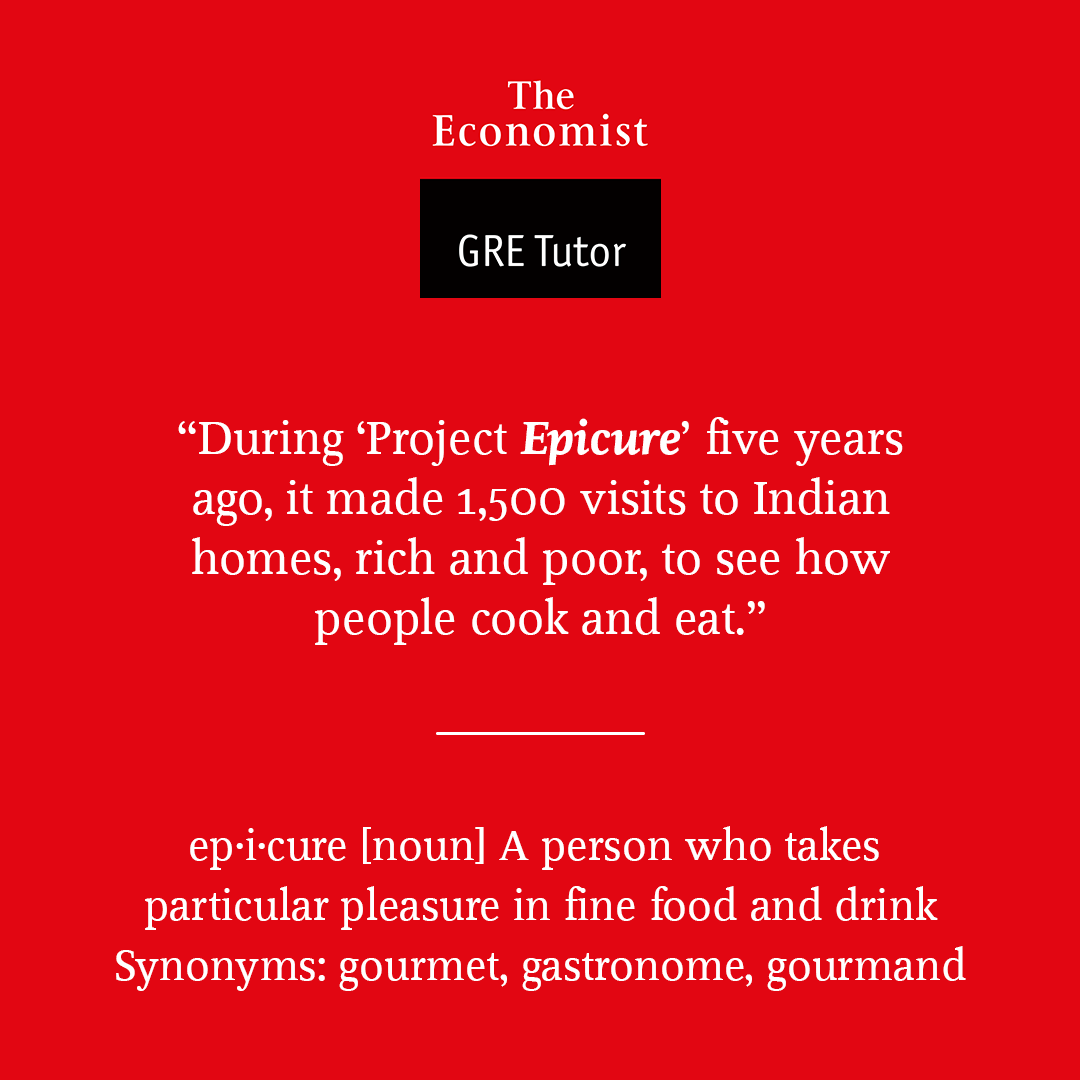 The
Economist
GRE Tutor
“During ‘Project Epicure’ five years
ago, it made 1,500 visits to Indian
homes, rich and poor, to see how
people cook and eat.”
ep·i·cure [noun] A person who takes
particular pleasure in fine food and drink
Synonyms: gourmet, gastronome, gourmand